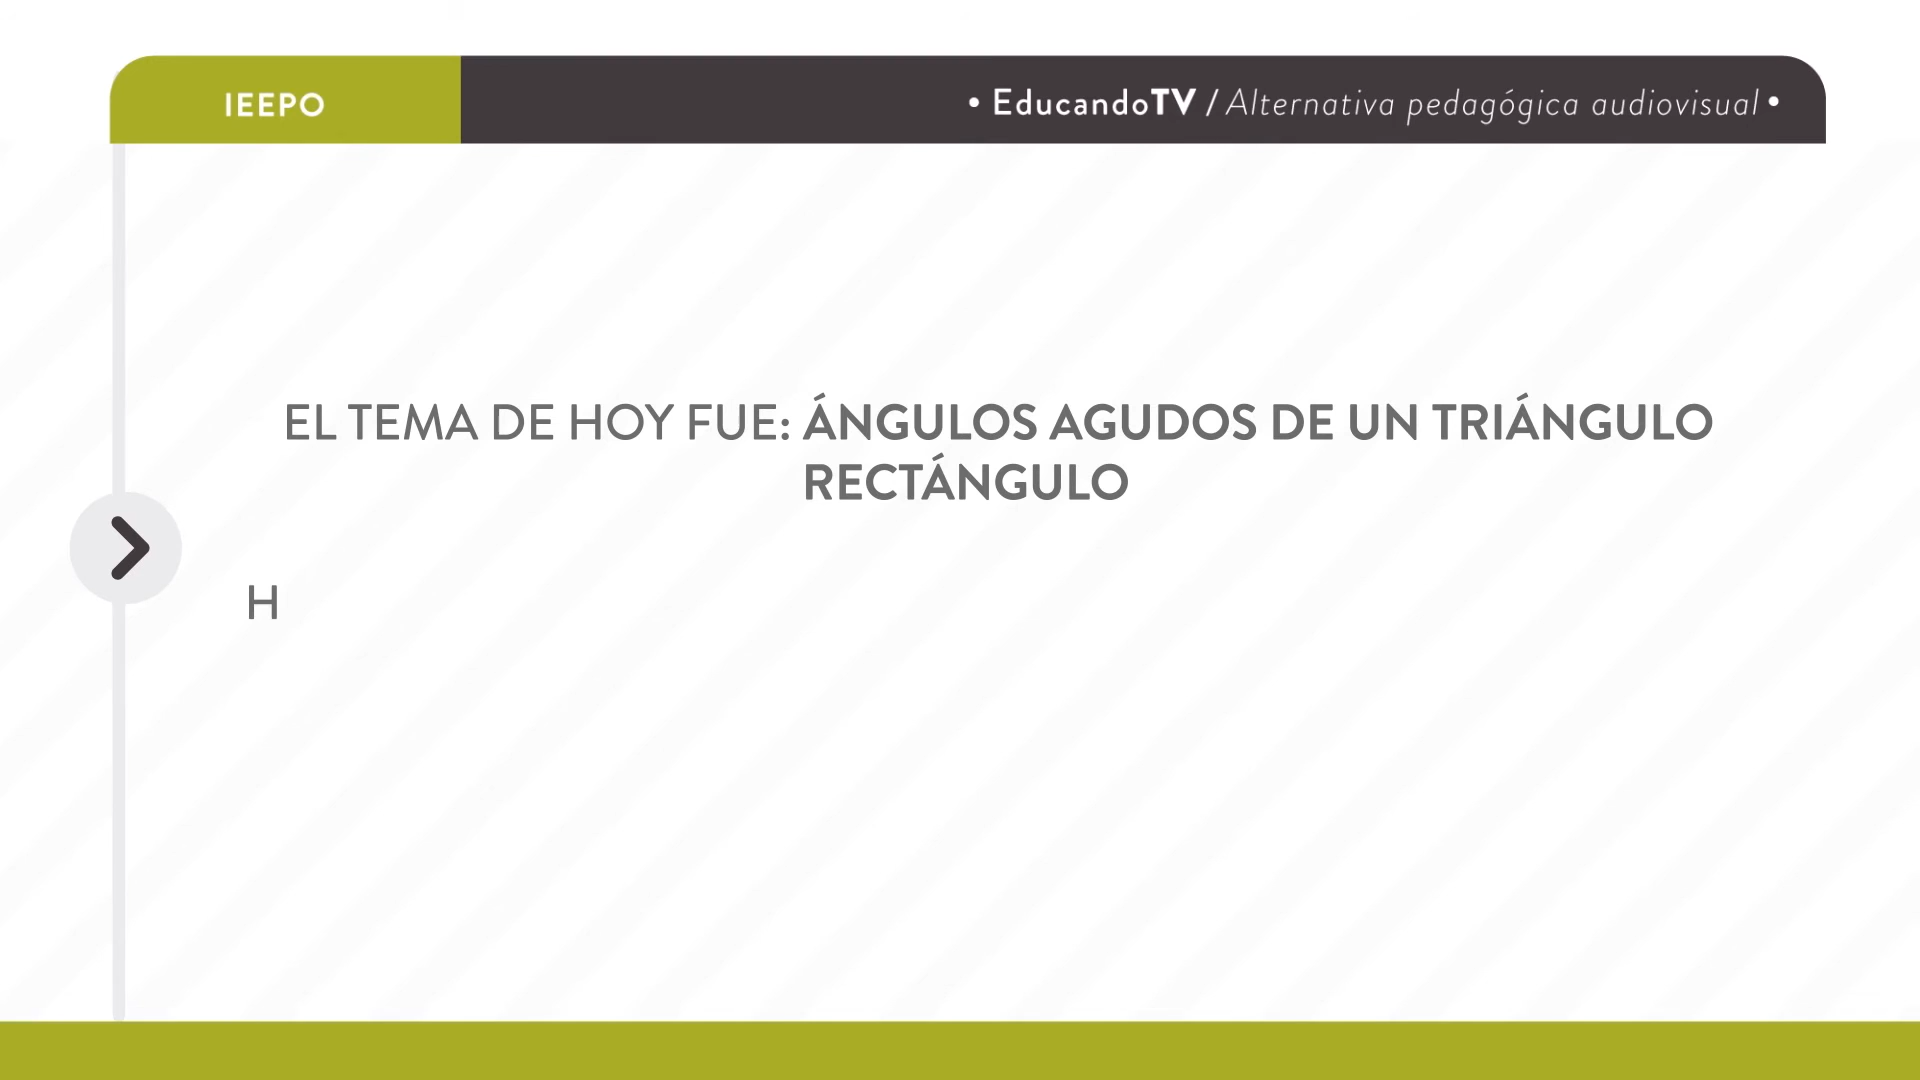 IEEPO
• EducandoTV / Alternativa pedagógica audiovisual •
EL TEMA DE HOY FUE: ÁNGULOS AGUDOS DE UN TRIÁNGULO
RECTÁNGULO
H